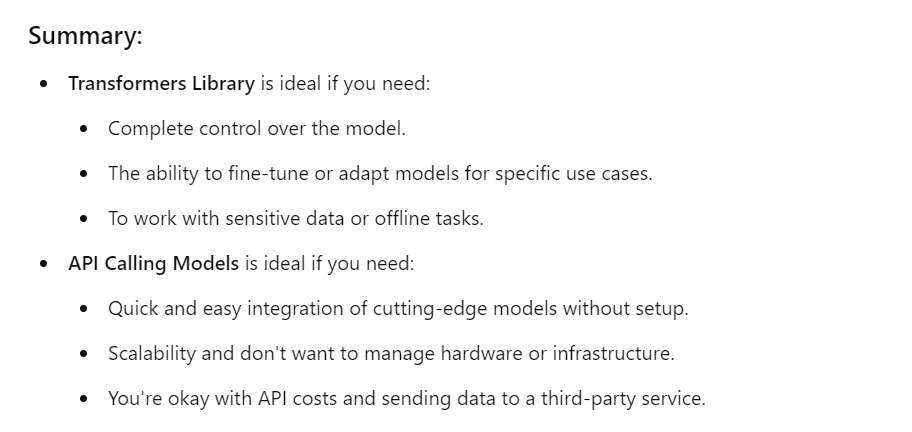 Summary:
Transformers Library is ideal if you need:
Complete control over the model.
The ability to fine-tune or adapt models for specific use cases.
To work with sensitive data or offline tasks.
API Calling Models is ideal if you need:
Quick and easy integration of cutting-edge models without setup.
Scalability and don't want to manage hardware or infrastructure.
You're okay with API costs and sending data to a third-party service.